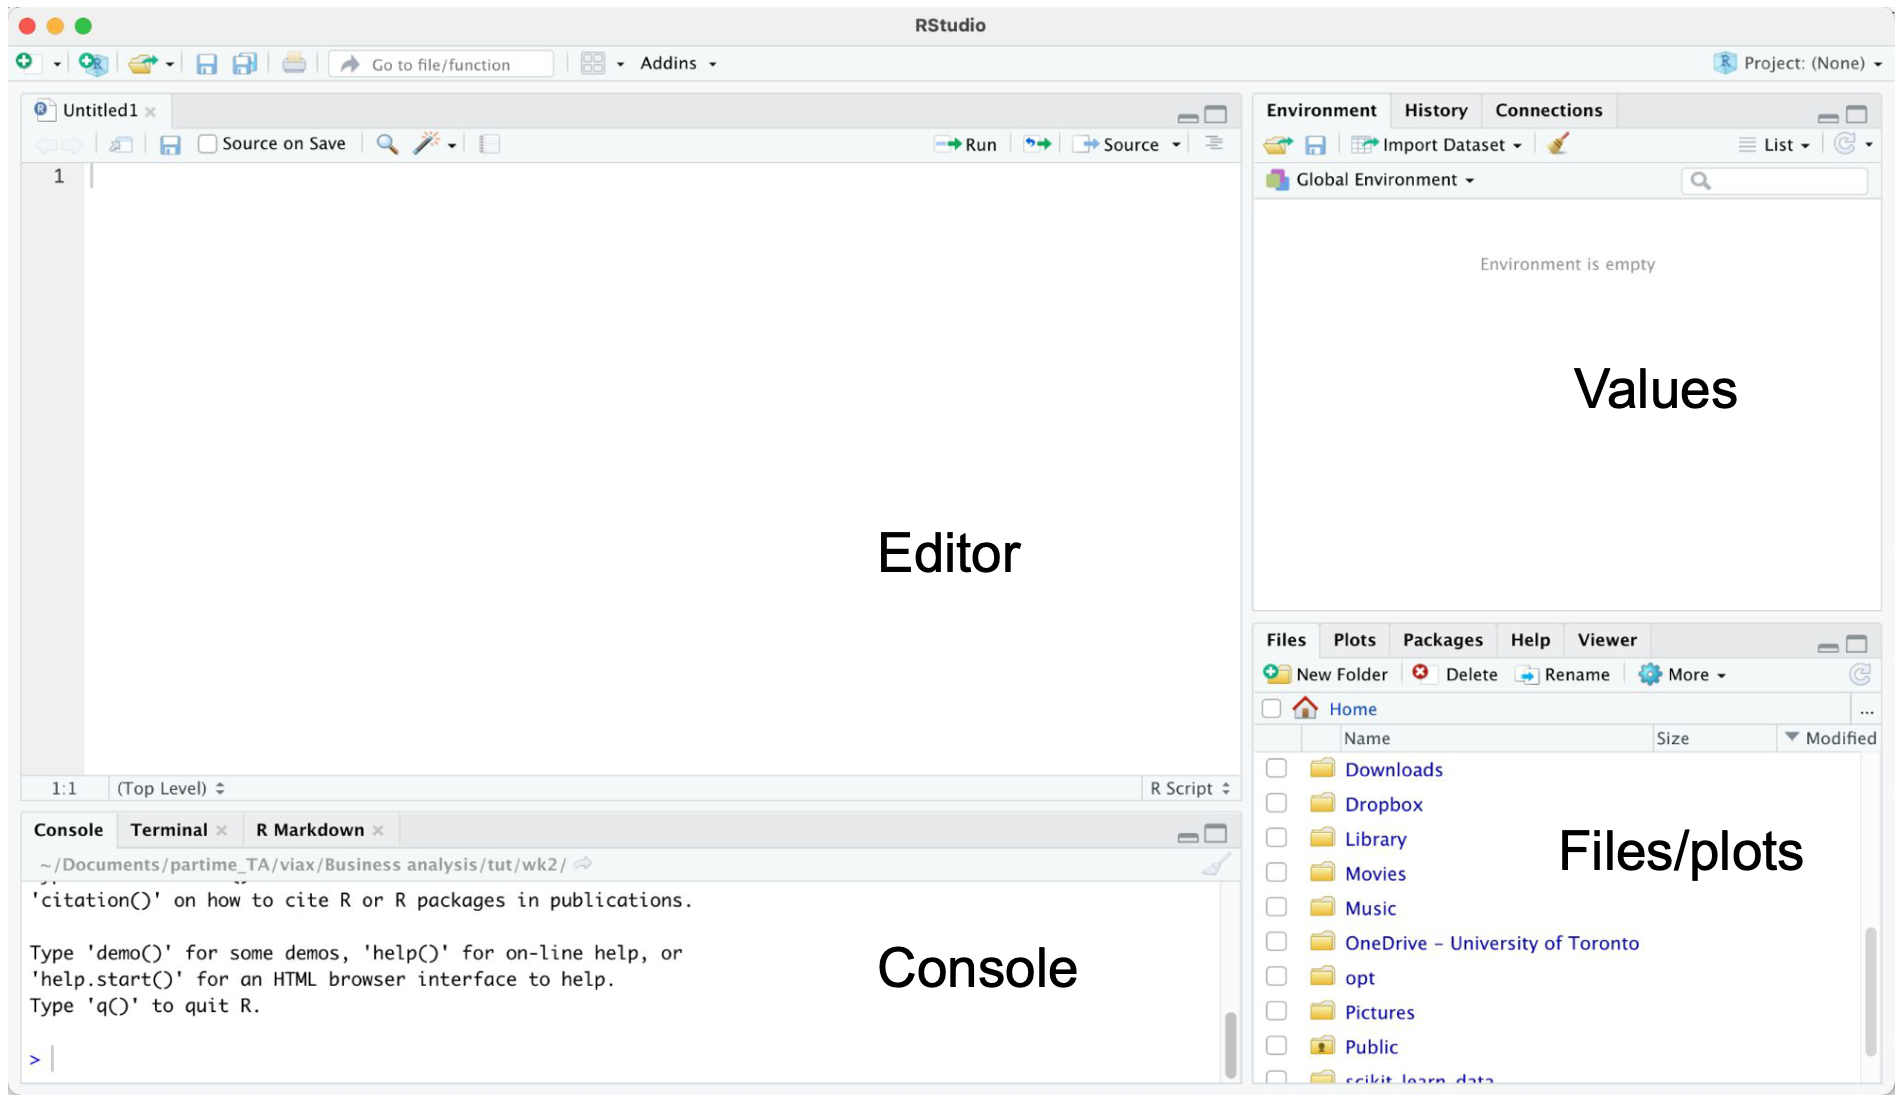 RStudio
Go to file/function
Addins
Project: (None)
Untitled1
Source on Save
Run
Source
1
Editor
1:1
(Top Level)
R Script
Console
Terminal
R Markdown
~/Documents/partime_TA/viax/Business analysis/tut/wk2/
'citation()' on how to cite R or R packages in publications.
Type 'demo()' for some demos, 'help()' for on-line help, or
'help.start()' for an HTML browser interface to help.
Type 'q()' to quit R.
>
Console
Environment
History
Connections
Import Dataset
List
Global Environment
Environment is empty
Values
Files
Plots
Packages
Help
Viewer
New Folder
Delete
Rename
More
Home
...
Name
Size
Modified
Downloads
Dropbox
Library
Movies
Music
OneDrive – University of Toronto
opt
Pictures
Public
scikit_learn_data
Files/plots